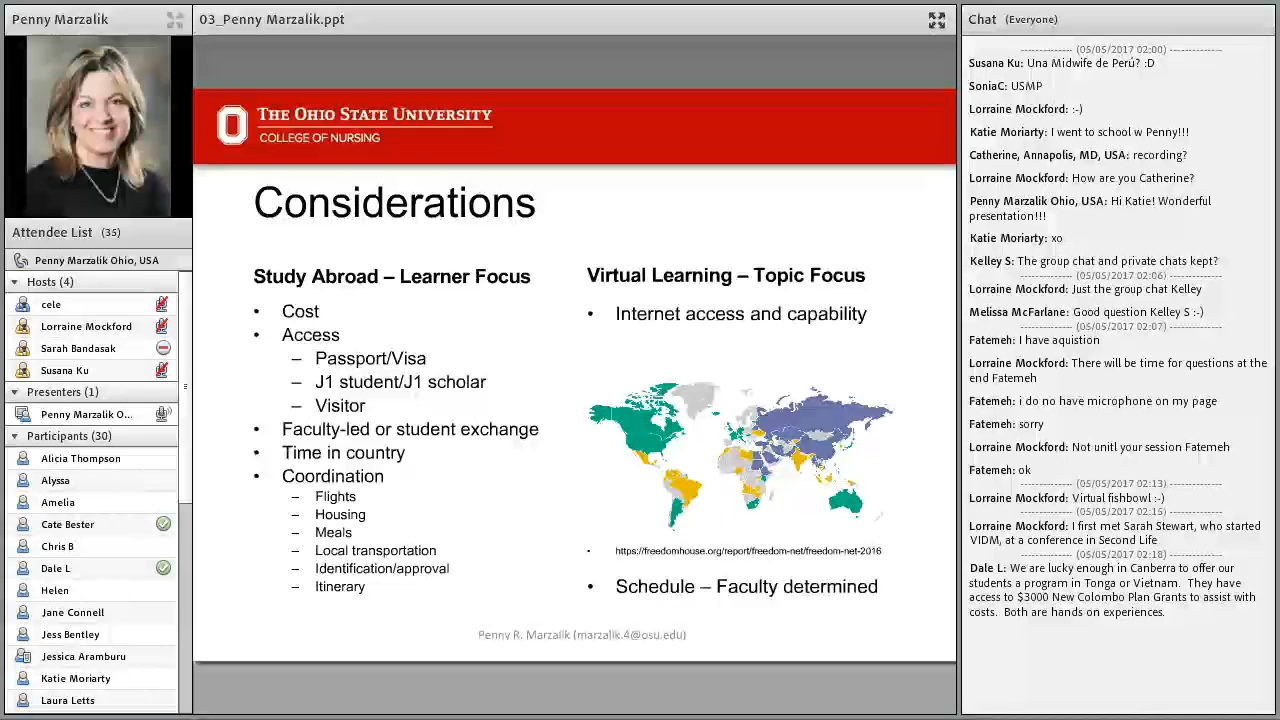 Penny Marzalik
Attendee List (35)
Penny Marzalik Ohio, USA
Hosts (4)
cele
Lorraine Mockford
Sarah Bandasak
Susana Ku
Presenters (1)
Penny Marzalik O...
Participants (30)
Alicia Thompson
Alyssa
Amelia
Cate Bester
Chris B
Dale L
Helen
Jane Connell
Jess Bentley
Jessica Aramburu
Katie Moriarty
Laura Letts
03_Penny Marzalik.ppt
THE OHIO STATE UNIVERSITY
COLLEGE OF NURSING
Considerations
Study Abroad – Learner Focus
• Cost
• Access
– Passport/Visa
– J1 student/J1 scholar
– Visitor
• Faculty-led or student exchange
• Time in country
• Coordination
– Flights
– Housing
– Meals
– Local transportation
– Identification/approval
– Itinerary
Virtual Learning – Topic Focus
• Internet access and capability
• https://freedomhouse.org/report/freedom-net/freedom-net-2016
• Schedule – Faculty determined
Penny R. Marzalik (marzalik.4@osu.edu)
Chat (Everyone)
-------------- (05/05/2017 02:00) --------------
Susana Ku: Una Midwife de Perú? :D
SoniaC: USMP
Lorraine Mockford: :-)
Katie Moriarty: I went to school w Penny!!!
Catherine, Annapolis, MD, USA: recording?
Lorraine Mockford: How are you Catherine?
Penny Marzalik Ohio, USA: Hi Katie! Wonderful
presentation!!!
Katie Moriarty: xo
Kelley S: The group chat and private chats kept?
-------------- (05/05/2017 02:06) --------------
Lorraine Mockford: Just the group chat Kelley
Melissa McFarlane: Good question Kelley S :-)
-------------- (05/05/2017 02:07) --------------
Fatemeh: I have aquistion
Lorraine Mockford: There will be time for questions at the
end Fatemeh
Fatemeh: i do no have microphone on my page
Fatemeh: sorry
Lorraine Mockford: Not unitl your session Fatemeh
Fatemeh: ok
-------------- (05/05/2017 02:13) --------------
Lorraine Mockford: Virtual fishbowl :-)
-------------- (05/05/2017 02:15) --------------
Lorraine Mockford: I first met Sarah Stewart, who started
VIDM, at a conference in Second Life
-------------- (05/05/2017 02:18) --------------
Dale L: We are lucky enough in Canberra to offer our
students a program in Tonga or Vietnam. They have
access to $3000 New Colombo Plan Grants to assist with
costs. Both are hands on experiences.